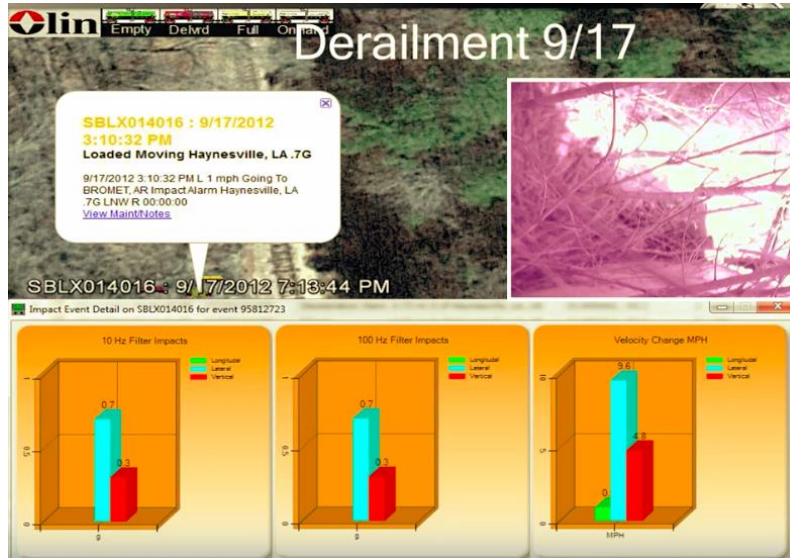 Olin
Empty Delvrd Full Onhand
Derailment 9/17
SBLX014016 : 9/17/2012
3:10:32 PM
Loaded Moving Haynesville, LA .7G
9/17/2012 3:10:32 PM L 1 mph Going To
BROMET, AR Impact Alarm Haynesville, LA
.7G LNW R 00:00:00
View Maint/Notes
SBLX014016 : 9/17/2012 7:13:44 PM
Impact Event Detail on SBLX014016 for event 95812723
10 Hz Filter Impacts
Longitudal
Lateral
Vertical
1
0.5
0
0.7
0.3
g
100 Hz Filter Impacts
Longitudal
Lateral
Vertical
1
0.5
0
0.7
0.3
g
Velocity Change MPH
Longitudal
Lateral
Vertical
10
5
0
0
9.6
4.8
MPH